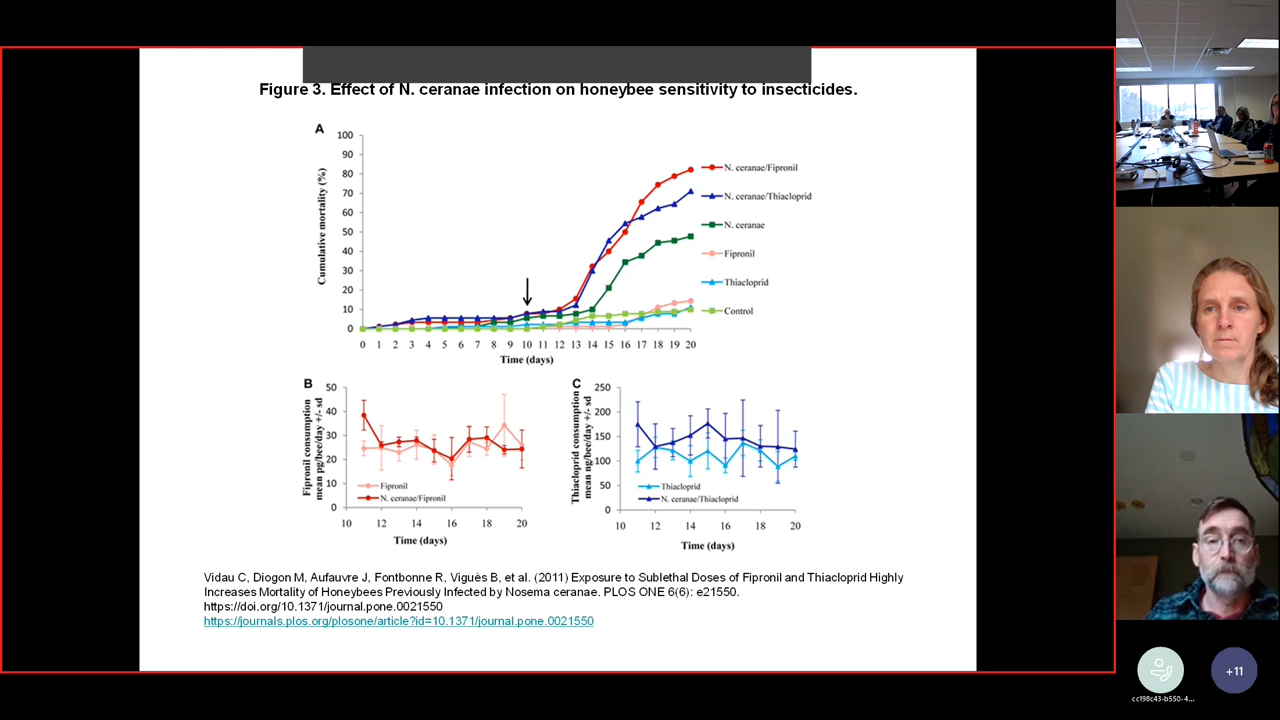 Figure 3. Effect of N. ceranae infection on honeybee sensitivity to insecticides.
A
Cumulative mortality (%)
100
90
80
70
60
50
40
30
20
10
0
0 1 2 3 4 5 6 7 8 9 10 11 12 13 14 15 16 17 18 19 20
Time (days)
N. ceranae/Fipronil
N. ceranae/Thiacloprid
N. ceranae
Fipronil
Thiacloprid
Control
B
Fipronil consumption
mean pg/bee/day +/- sd
50
40
30
20
10
0
Fipronil
N. ceranae/Fipronil
10 12 14 16 18 20
Time (days)
C
Thiacloprid consumption
mean ng/bee/day +/- sd
250
200
150
100
50
0
Thiacloprid
N. ceranae/Thiacloprid
10 12 14 16 18 20
Time (days)
Vidau C, Diogon M, Aufauvre J, Fontbonne R, Viguès B, et al. (2011) Exposure to Sublethal Doses of Fipronil and Thiacloprid Highly
Increases Mortality of Honeybees Previously Infected by Nosema ceranae. PLOS ONE 6(6): e21550.
https://doi.org/10.1371/journal.pone.0021550
https://journals.plos.org/plosone/article?id=10.1371/journal.pone.0021550
cc198c43-b550-4...
+11